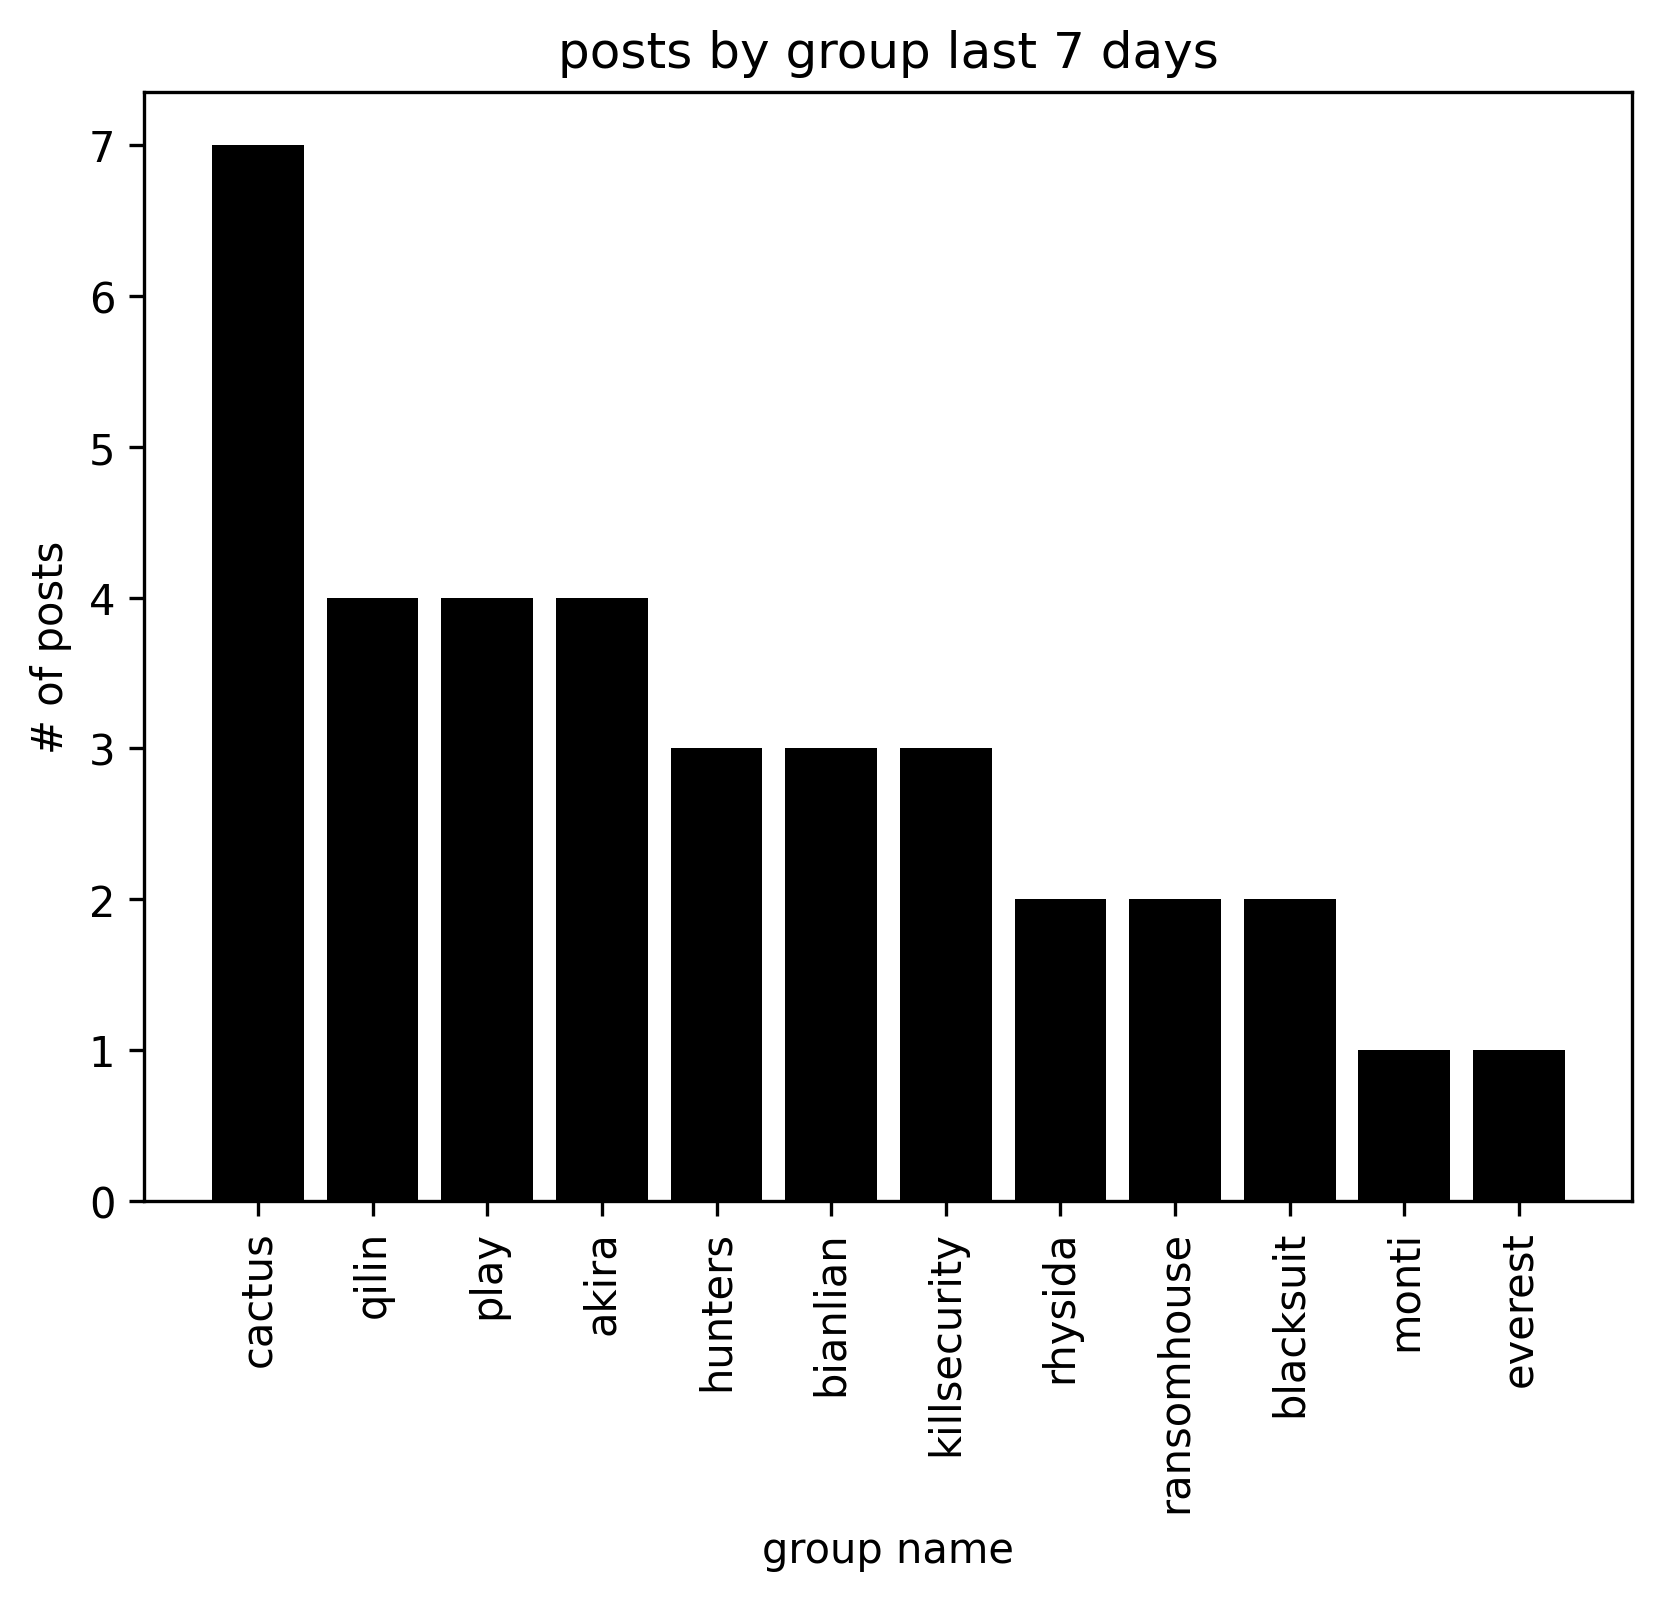 posts by group last 7 days
7
6
5
4
3
2
1
0
# of posts
cactus
qilin
play
akira
hunters
bianlian
killsecurity
rhysida
ransomhouse
blacksuit
monti
everest
group name